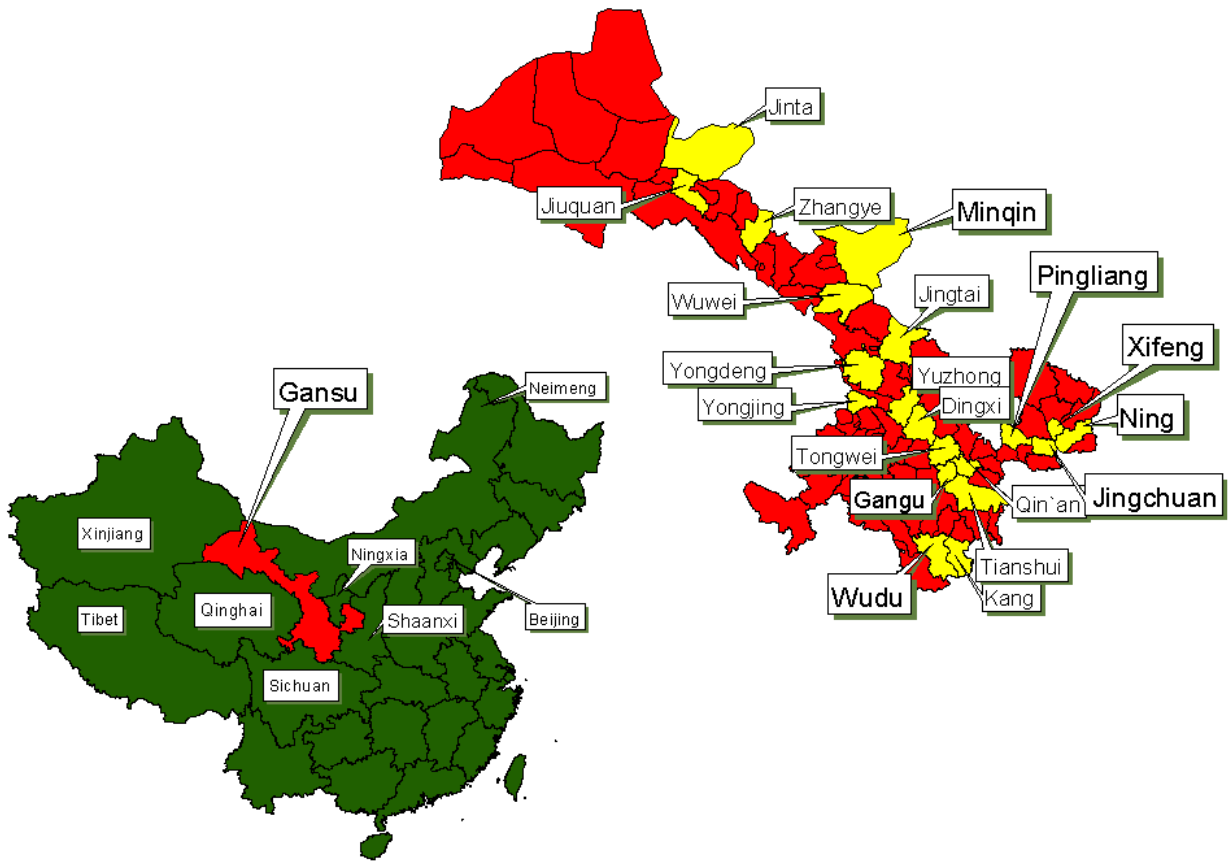 Jinta
Jiuquan
Zhangye
Minqin
Pingliang
Wuwei
Jingtai
Xifeng
Yongdeng
Yuzhong
Yongjing
Dingxi
Ning
Tongwei
Gangu
Qin`an
Jingchuan
Tianshui
Wudu
Kang
Gansu
Neimeng
Xinjiang
Ningxia
Tibet
Qinghai
Shaanxi
Beijing
Sichuan